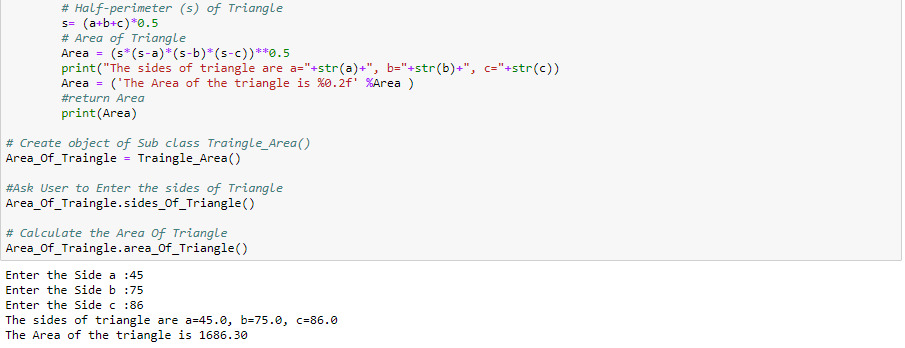 # Half-perimeter (s) of Triangle
s= (a+b+c)*0.5
# Area of Triangle
Area = (s*(s-a)*(s-b)*(s-c))**0.5
print("The sides of triangle are a="+str(a)+", b="+str(b)+", c="+str(c))
Area = ('The Area of the triangle is %0.2f' %Area )
#return Area
print(Area)
# Create object of Sub class Traingle_Area()
Area_Of_Traingle = Traingle_Area()
#Ask User to Enter the sides of Triangle
Area_Of_Traingle.sides_Of_Triangle()
# Calculate the Area Of Triangle
Area_Of_Traingle.area_Of_Triangle()
Enter the Side a :45
Enter the Side b :75
Enter the Side c :86
The sides of triangle are a=45.0, b=75.0, c=86.0
The Area of the triangle is 1686.30